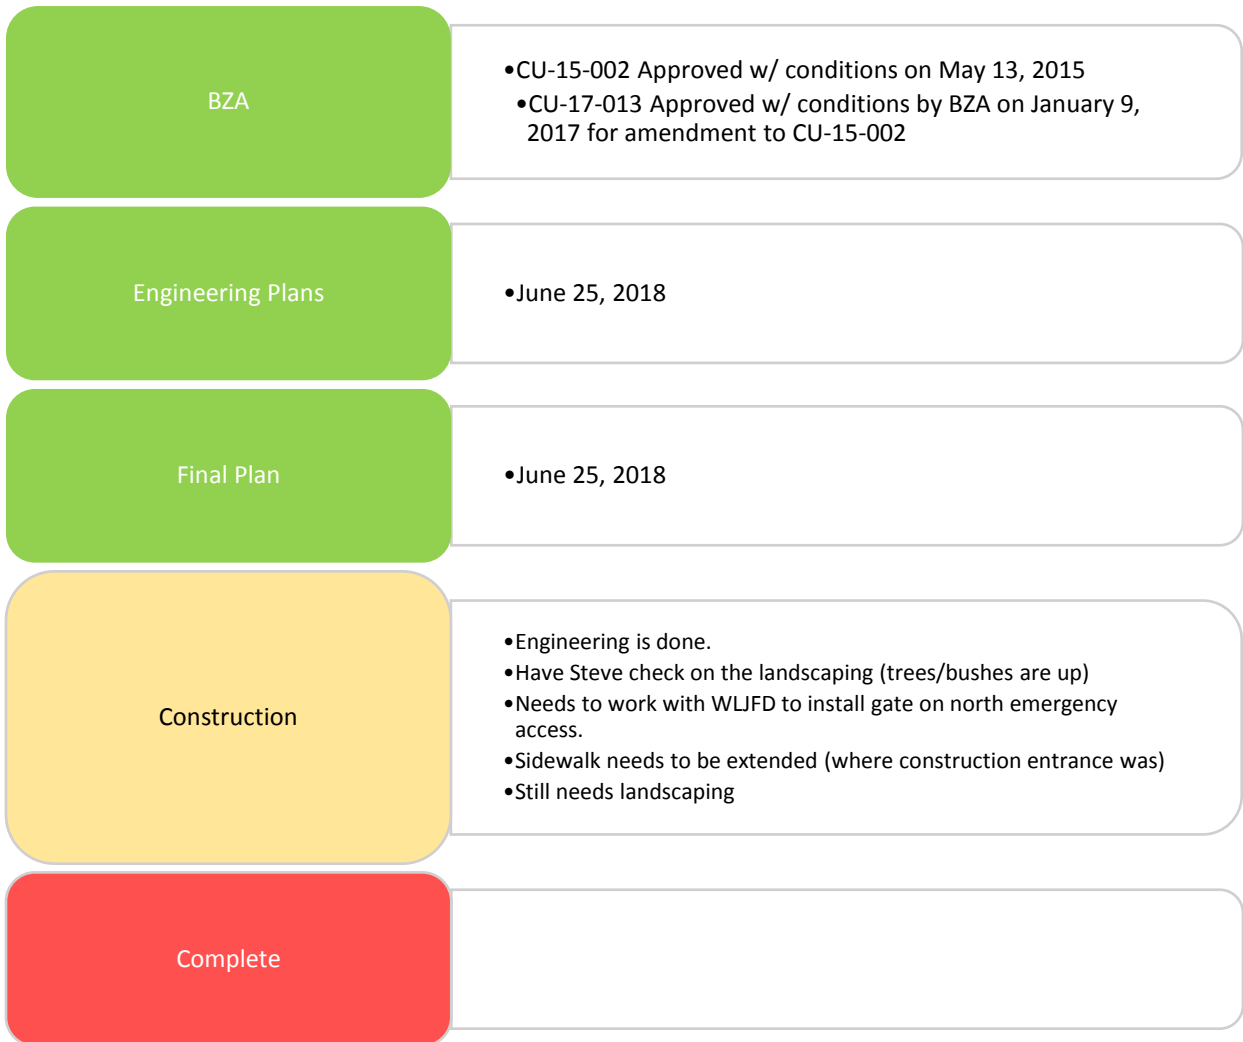 BZA
•CU-15-002 Approved w/ conditions on May 13, 2015
•CU-17-013 Approved w/ conditions by BZA on January 9,
2017 for amendment to CU-15-002
Engineering Plans
•June 25, 2018
Final Plan
•June 25, 2018
Construction
•Engineering is done.
•Have Steve check on the landscaping (trees/bushes are up)
•Needs to work with WLJFD to install gate on north emergency
access.
•Sidewalk needs to be extended (where construction entrance was)
•Still needs landscaping
Complete